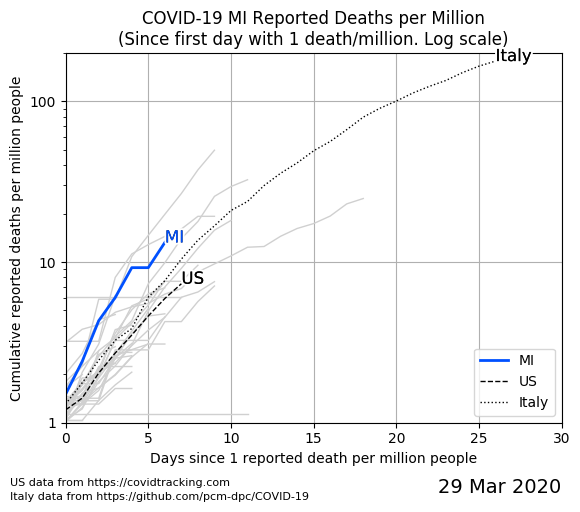 COVID-19 MI Reported Deaths per Million
(Since first day with 1 death/million. Log scale)
Cumulative reported deaths per million people
100
10
1
Italy
MI
US
MI
US
Italy
0 5 10 15 20 25 30
Days since 1 reported death per million people
US data from https://covidtracking.com
Italy data from https://github.com/pcm-dpc/COVID-19
29 Mar 2020